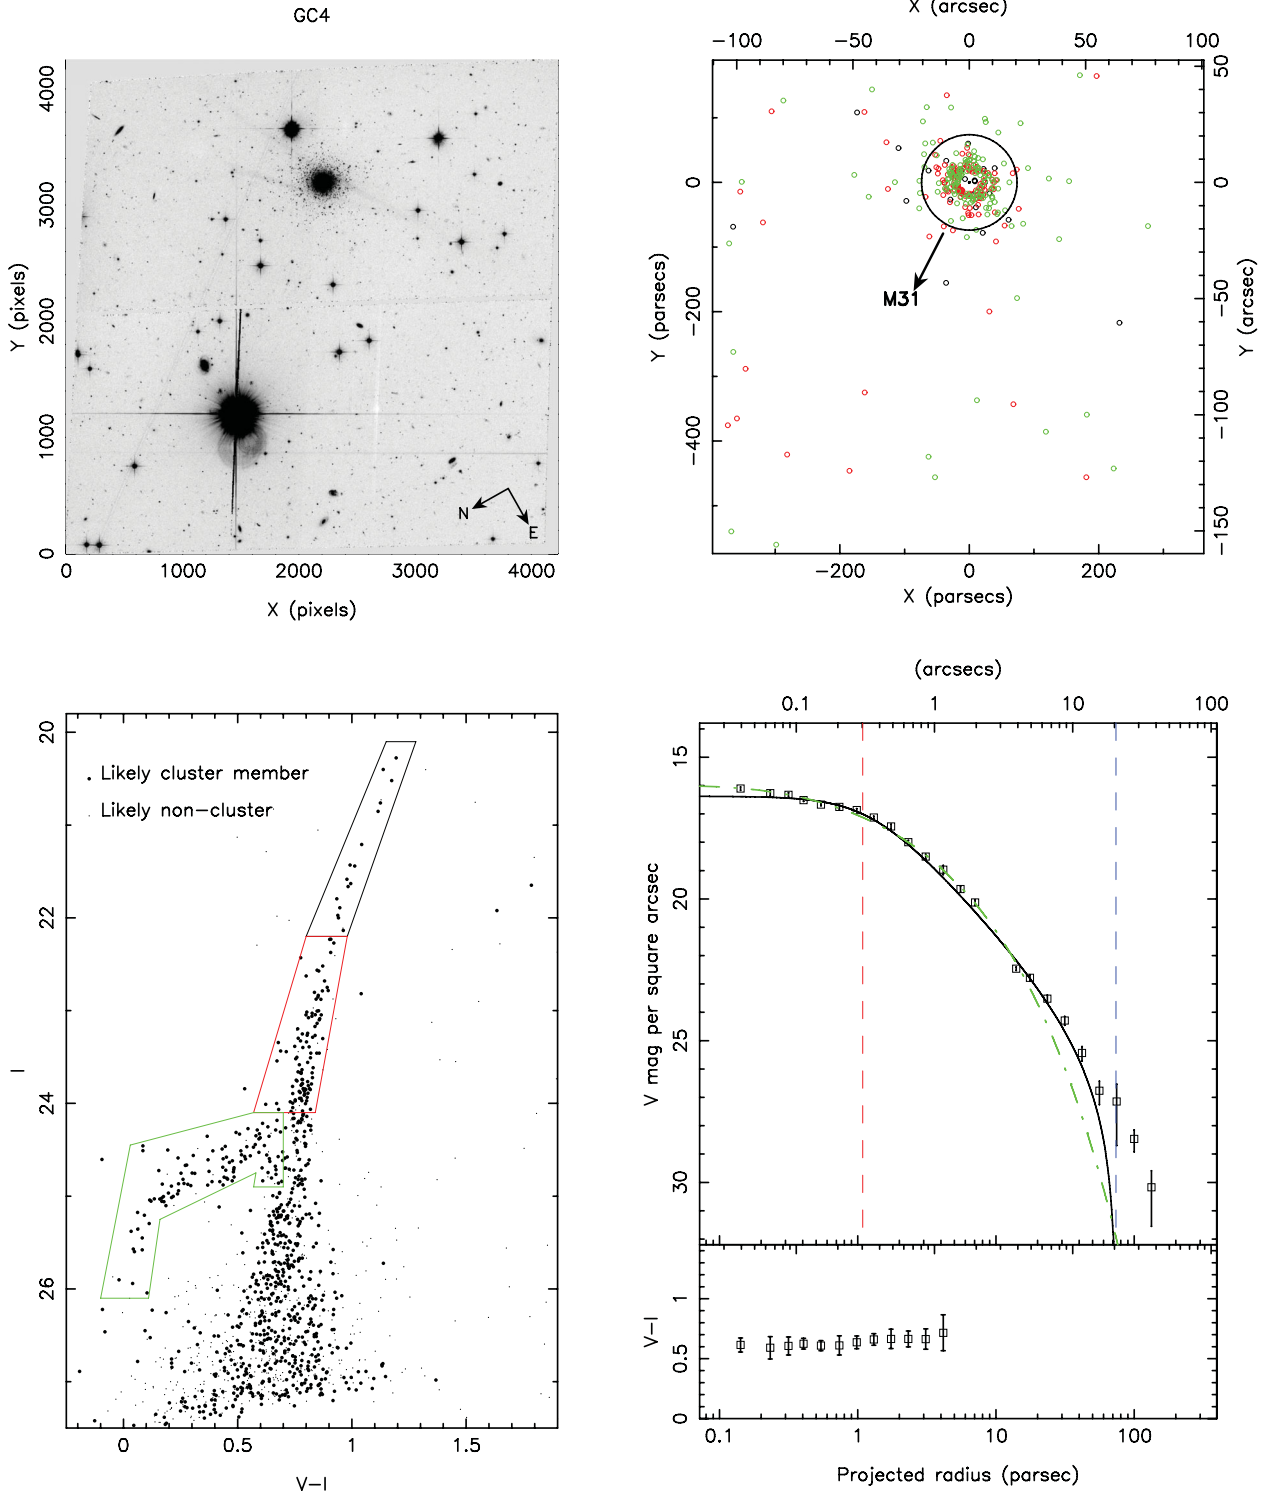 GC4
4000
3000
2000
1000
0
Y (pixels)
0 1000 2000 3000 4000
X (pixels)
N
E
X (arcsec)
−100 −50 0 50 100
0
−200
−400
Y (parsecs)
50
0
−50
−100
−150
Y (arcsec)
M31
−200 0 200
X (parsecs)
20
22
24
26
I
Likely cluster member
Likely non−cluster
0 0.5 1 1.5
V−I
(arcsecs)
0.1 1 10 100
15
20
25
30
V mag per square arcsec
1
0.5
0
V−I
0.1 1 10 100
Projected radius (parsec)